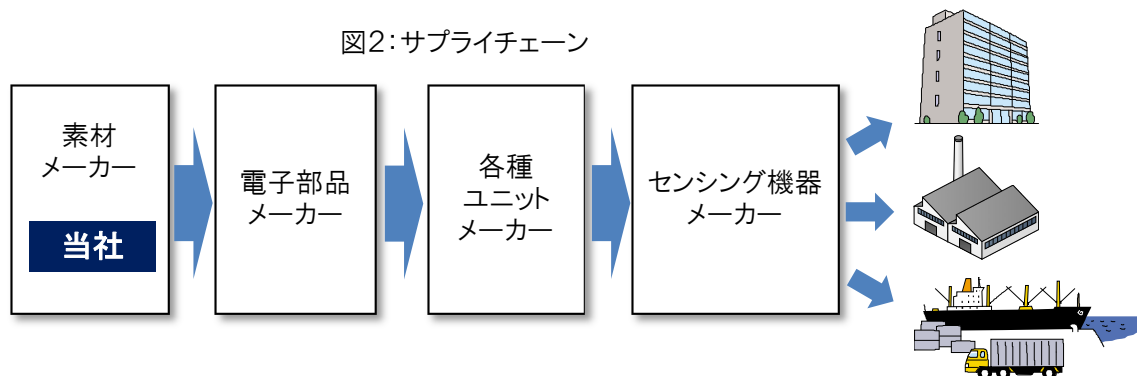 図2:サプライチェーン
素材
メーカー
当社
電子部品
メーカー
各種
ユニット
メーカー
センシング機器
メーカー